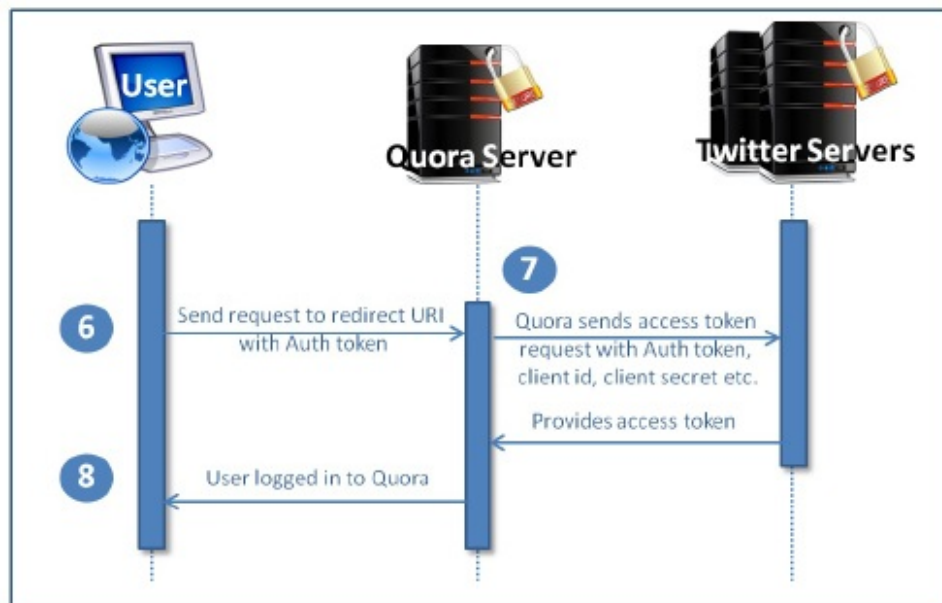 User
Quora Server
Twitter Servers
7
6
Send request to redirect URI
with Auth token
Quora sends access token
request with Auth token,
client id, client secret etc.
Provides access token
8
User logged in to Quora